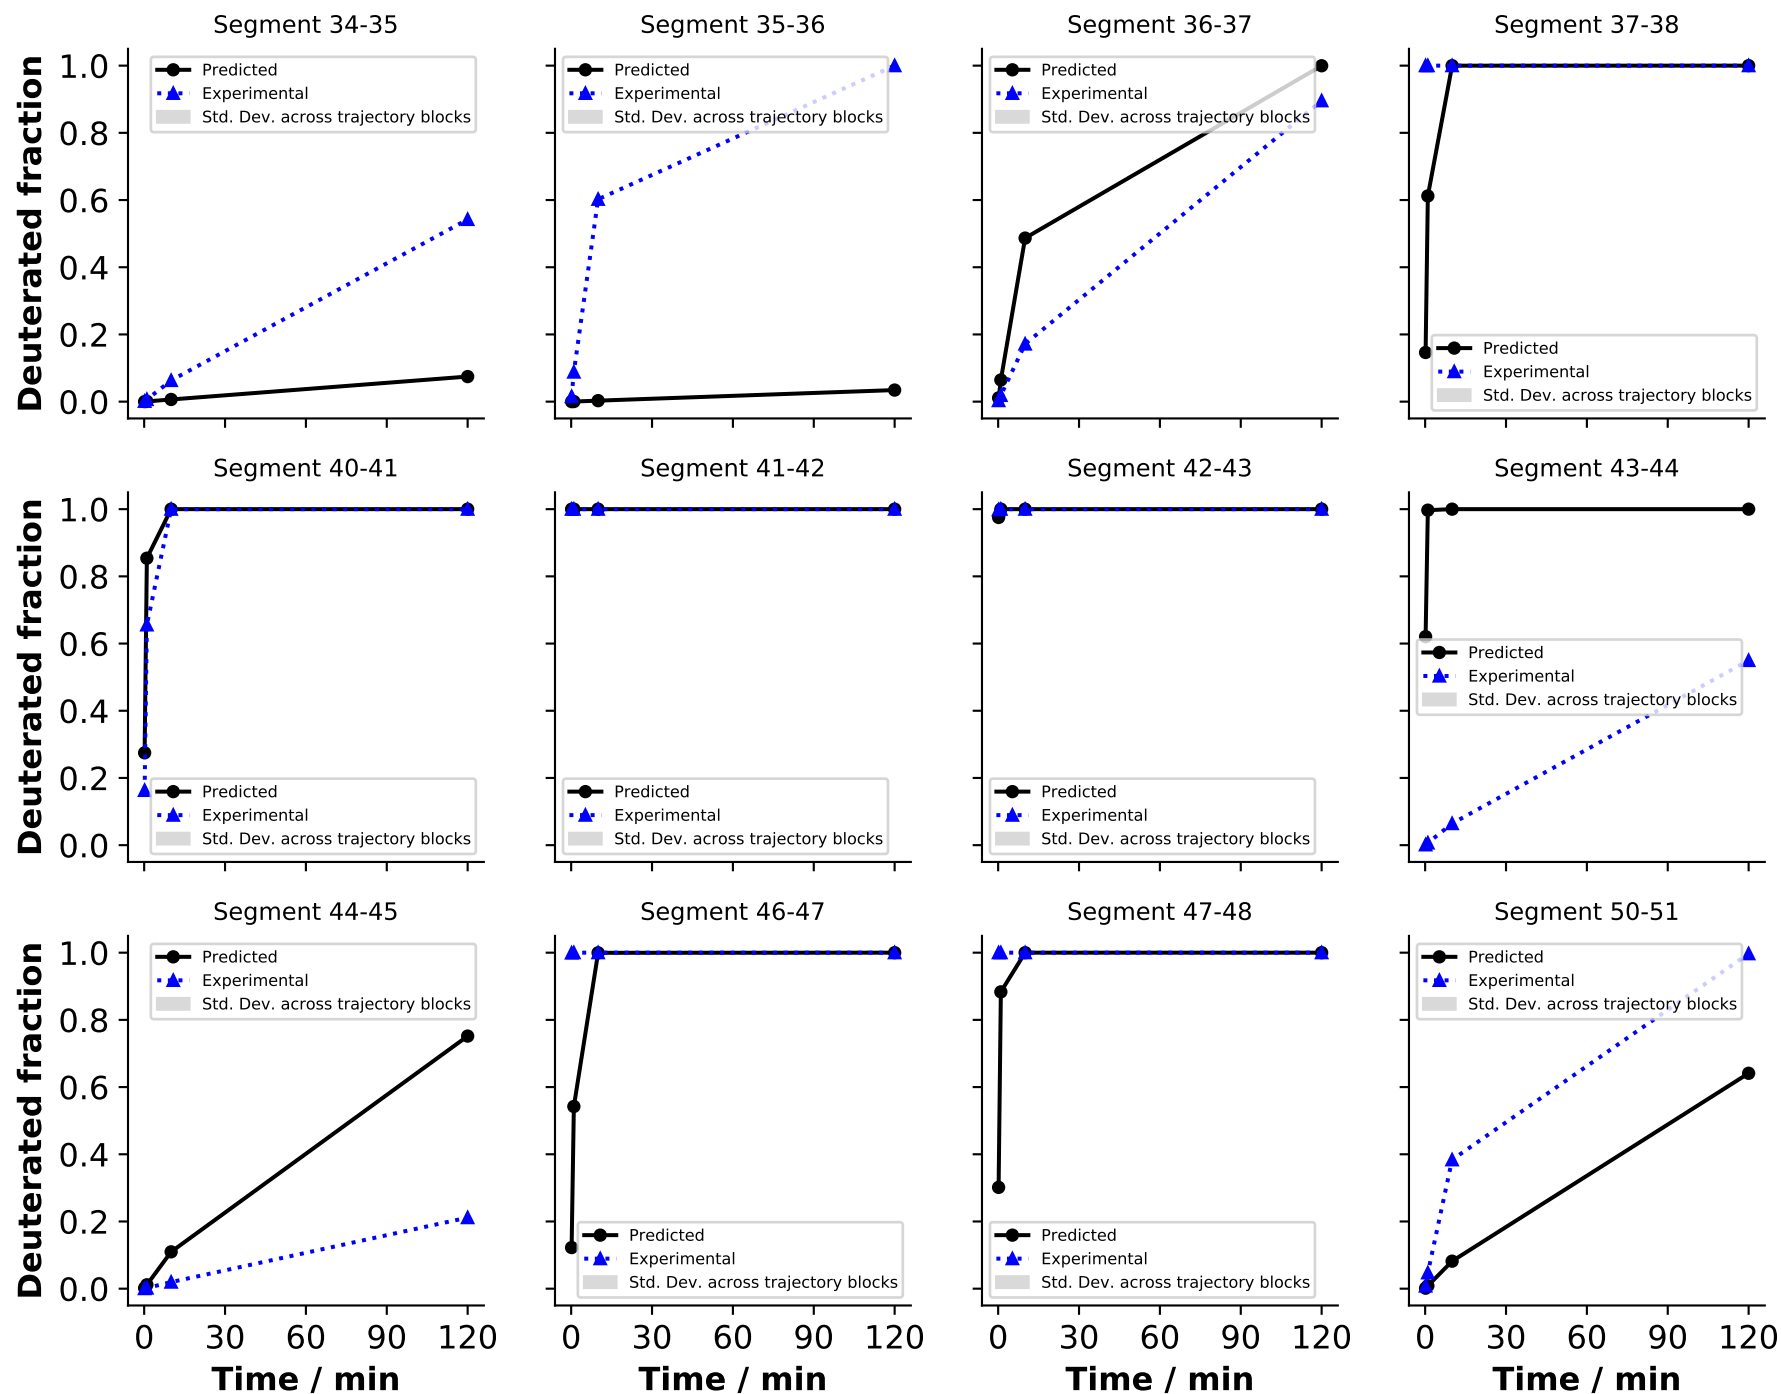 Segment 34-35
Segment 35-36
Segment 36-37
Segment 37-38
Deuterated fraction
1.0
0.8
0.6
0.4
0.2
0.0
Predicted
Experimental
Std. Dev. across trajectory blocks
Predicted
Experimental
Std. Dev. across trajectory blocks
Predicted
Experimental
Std. Dev. across trajectory blocks
Predicted
Experimental
Std. Dev. across trajectory blocks
Segment 40-41
Segment 41-42
Segment 42-43
Segment 43-44
Deuterated fraction
1.0
0.8
0.6
0.4
0.2
0.0
Predicted
Experimental
Std. Dev. across trajectory blocks
Predicted
Experimental
Std. Dev. across trajectory blocks
Predicted
Experimental
Std. Dev. across trajectory blocks
Predicted
Experimental
Std. Dev. across trajectory blocks
Segment 44-45
Segment 46-47
Segment 47-48
Segment 50-51
Deuterated fraction
1.0
0.8
0.6
0.4
0.2
0.0
Predicted
Experimental
Std. Dev. across trajectory blocks
Predicted
Experimental
Std. Dev. across trajectory blocks
Predicted
Experimental
Std. Dev. across trajectory blocks
Predicted
Experimental
Std. Dev. across trajectory blocks
0 30 60 90 120
0 30 60 90 120
0 30 60 90 120
0 30 60 90 120
Time / min
Time / min
Time / min
Time / min